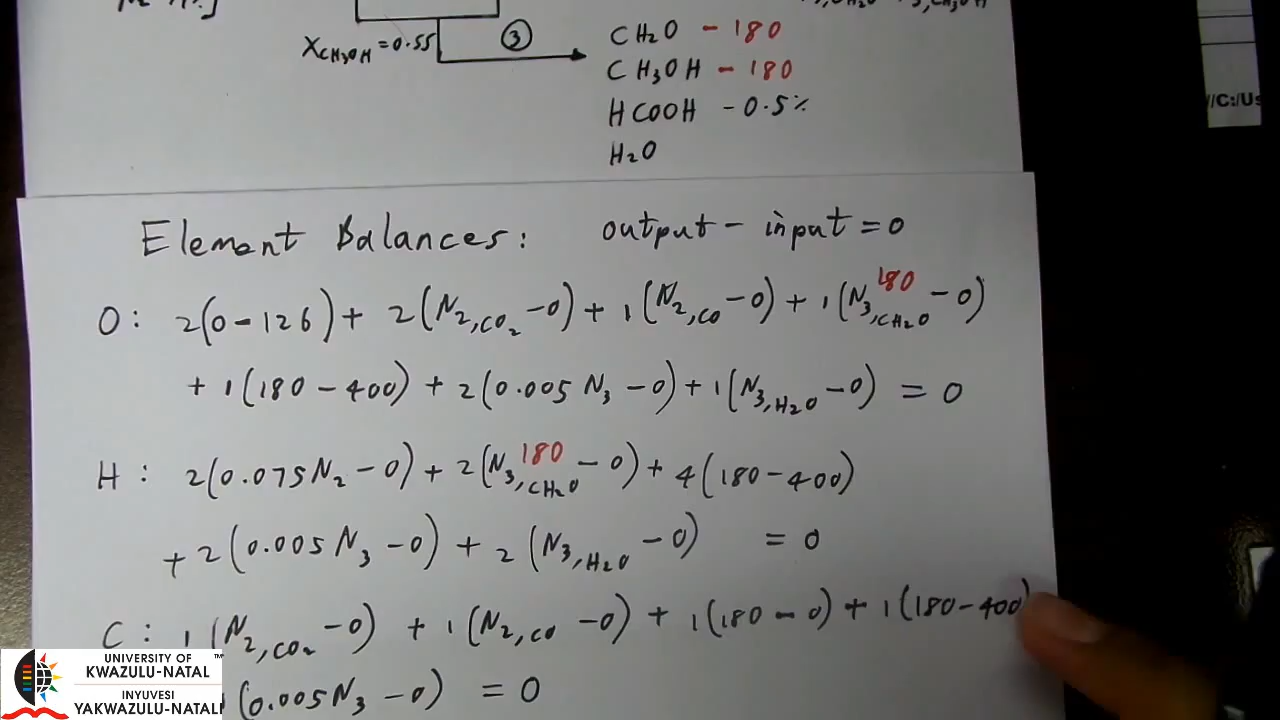 X_CH3OH = 0.55
③
CH2O - 180
CH3OH - 180
HCOOH - 0.5%
H2O
//C:/Us
Element Balances: output - input = 0
O: 2(0-126) + 2(N2,CO2 - 0) + 1(N2,CO - 0) + 1(N3,CH2O 180 - 0)
+ 1(180 - 400) + 2(0.005 N3 - 0) + 1(N3,H2O - 0) = 0
H: 2(0.075N2 - 0) + 2(N3,CH2O 180 - 0) + 4(180 - 400)
+ 2(0.005 N3 - 0) + 2(N3,H2O - 0) = 0
C: 1(N2,CO2 - 0) + 1(N2,CO - 0) + 1(180 - 0) + 1(180 - 400)
(0.005N3 - 0) = 0
UNIVERSITY OF ™
KWAZULU-NATAL
INYUVESI
YAKWAZULU-NATALI